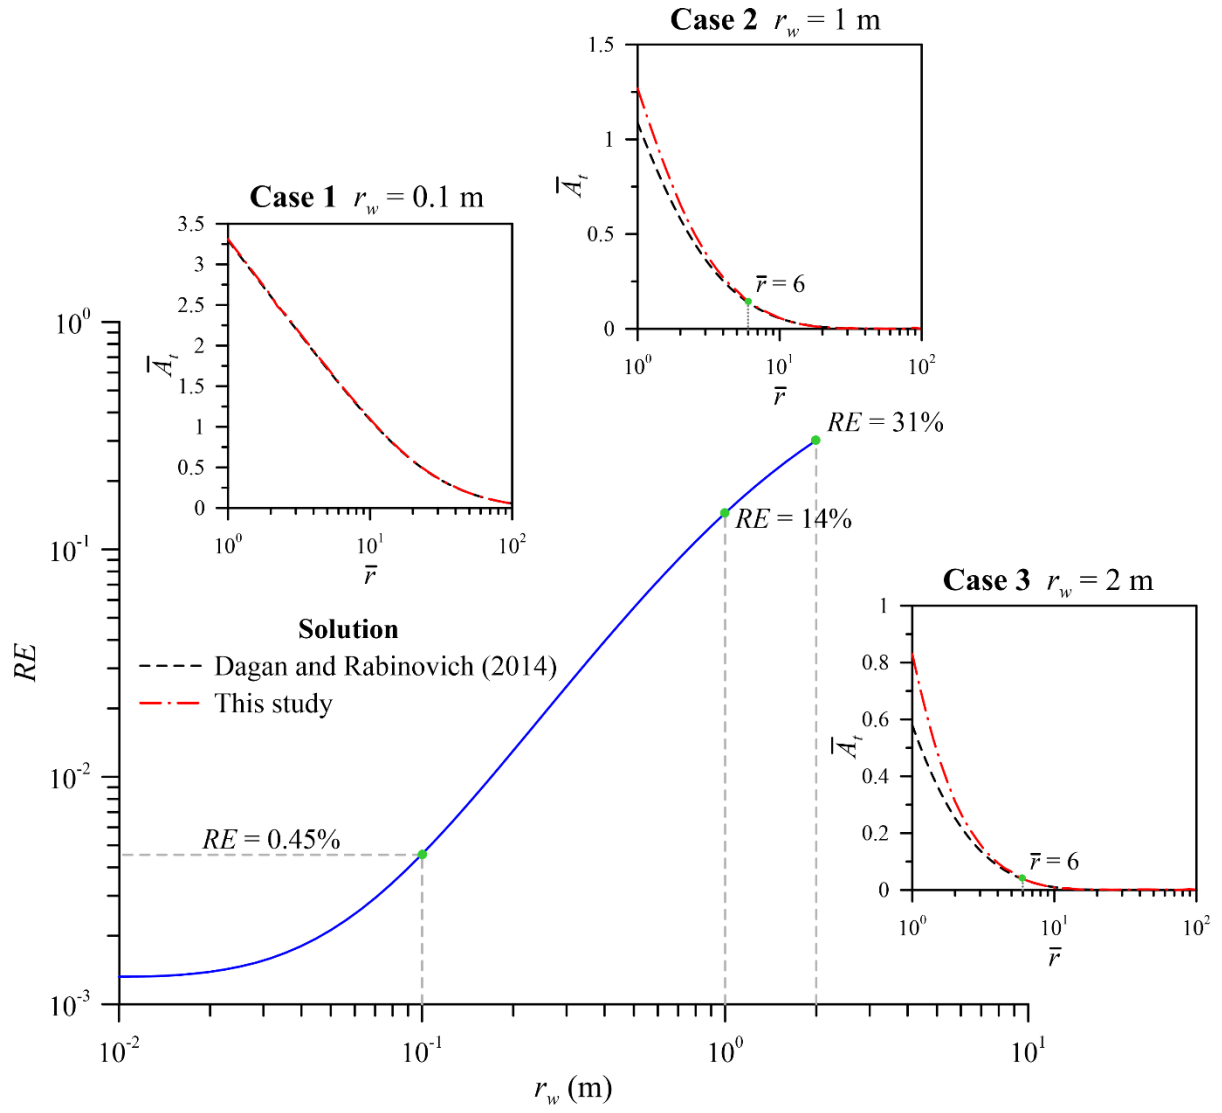 Case 2 r_w = 1 m
1.5
1
0.5
0
A̅_t
r̅ = 6
10^0
10^1
10^2
r̅
Case 1 r_w = 0.1 m
3.5
3
2.5
2
1.5
1
0.5
0
A̅_t
10^0
10^1
10^2
r̅
RE = 31%
RE = 14%
Case 3 r_w = 2 m
1
0.8
0.6
0.4
0.2
0
A̅_t
r̅ = 6
10^0
10^1
10^2
r̅
Solution
Dagan and Rabinovich (2014)
This study
RE = 0.45%
RE
10^0
10^-1
10^-2
10^-3
10^-2
10^-1
10^0
10^1
r_w (m)